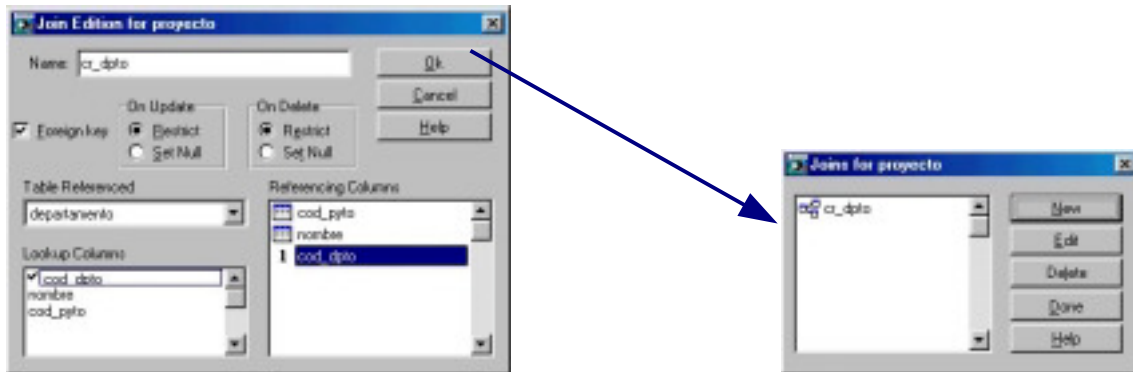 Join Edition for proyecto
Name: cr_dpto
Ok
Cancel
Help
Foreign key
On Update
Restrict
Set Null
On Delete
Restrict
Set Null
Table Referenced
departamento
Lookup Columns
cod_dpto
nombre
cod_pyto
Referencing Columns
cod_pyto
nombre
1 cod_dpto
Joins for proyecto
cr_dpto
New
Edit
Delete
Done
Help